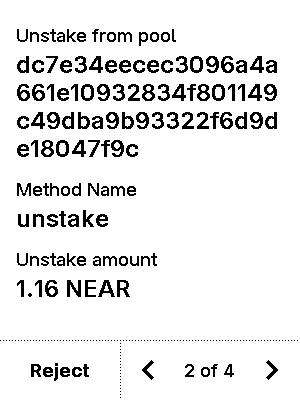 Unstake from pool
dc7e34eecec3096a4a
661e10932834f801149
c49dba9b93322f6d9d
e18047f9c
Method Name
unstake
Unstake amount
1.16 NEAR
Reject
2 of 4